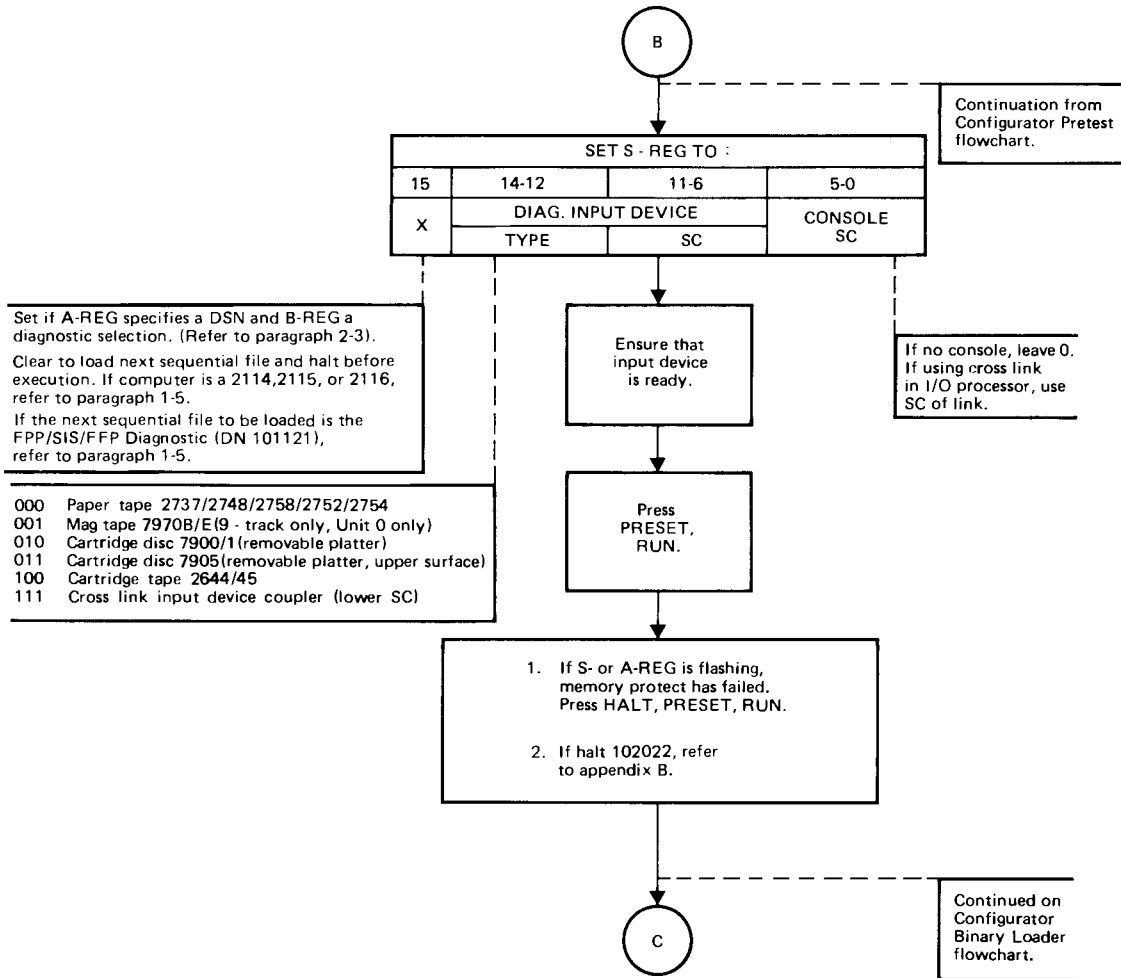 B
Continuation from
Configurator Pretest
flowchart.
SET S - REG TO :
15 14-12 11-6 5-0
X DIAG. INPUT DEVICE CONSOLE
SC
TYPE SC
Set if A-REG specifies a DSN and B-REG a
diagnostic selection. (Refer to paragraph 2-3).
Clear to load next sequential file and halt before
execution. If computer is a 2114,2115, or 2116,
refer to paragraph 1-5.
If the next sequential file to be loaded is the
FPP/SIS/FFP Diagnostic (DN 101121),
refer to paragraph 1-5.
Ensure that
input device
is ready.
If no console, leave 0.
If using cross link
in I/O processor, use
SC of link.
000 Paper tape 2737/2748/2758/2752/2754
001 Mag tape 7970B/E(9 - track only, Unit 0 only)
010 Cartridge disc 7900/1(removable platter)
011 Cartridge disc 7905(removable platter, upper surface)
100 Cartridge tape 2644/45
111 Cross link input device coupler (lower SC)
Press
PRESET,
RUN.
1. If S- or A-REG is flashing,
memory protect has failed.
Press HALT, PRESET, RUN.
2. If halt 102022, refer
to appendix B.
Continued on
Configurator
Binary Loader
flowchart.
C